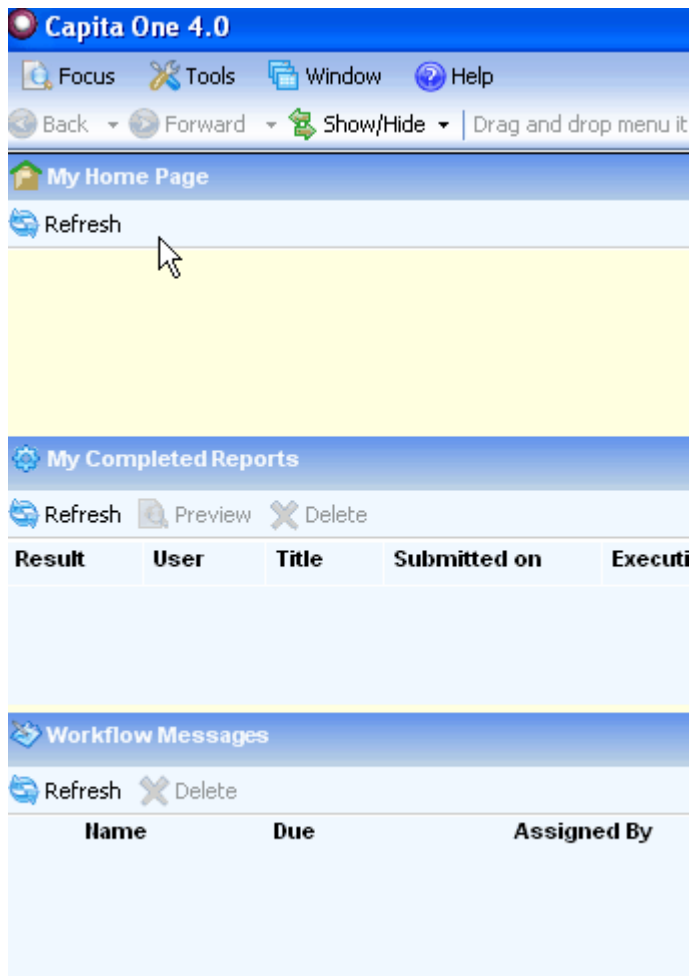 Capita One 4.0
Focus Tools Window Help
Back Forward Show/Hide Drag and drop menu it
My Home Page
Refresh
My Completed Reports
Refresh Preview Delete
Result User Title Submitted on Executi
Workflow Messages
Refresh Delete
Name Due Assigned By